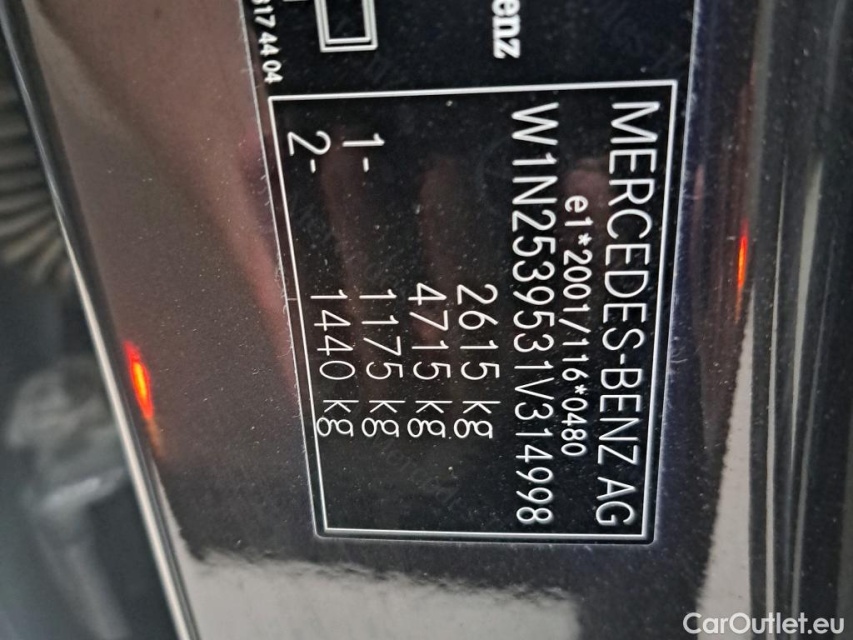 enz
317 44 04
MERCEDES-BENZ AG
e1*2001/116*0480
W1N2539531V314998
2615 kg
4715 kg
1- 1175 kg
2- 1440 kg
CarOutlet.eu